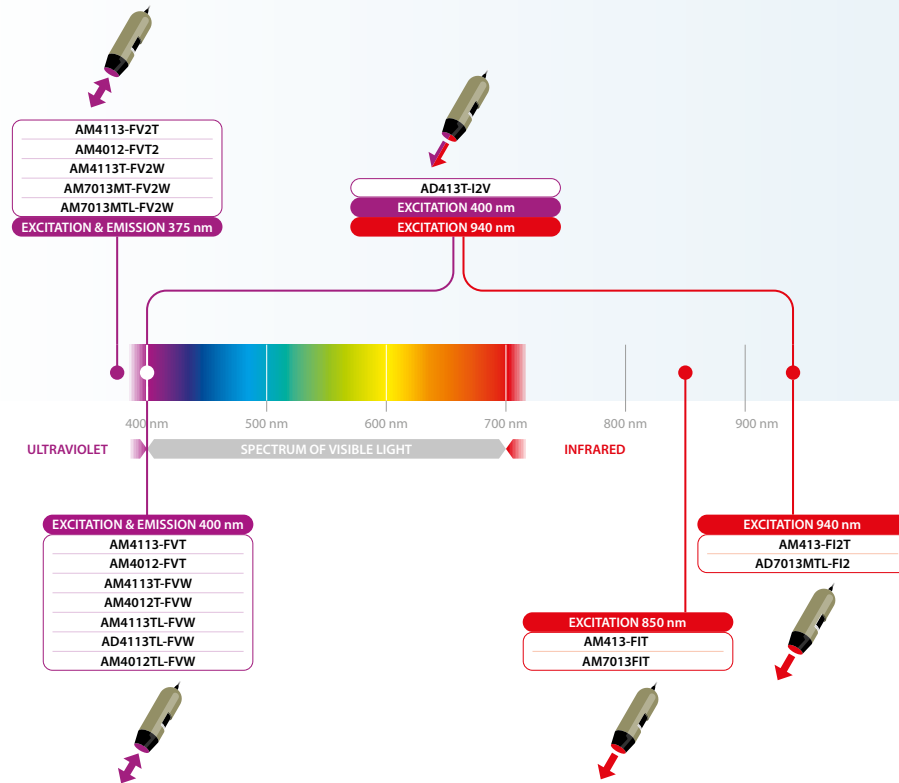 AM4113-FV2T
AM4012-FVT2
AM4113T-FV2W
AM7013MT-FV2W
AM7013MTL-FV2W
EXCITATION & EMISSION 375 nm
AD413T-I2V
EXCITATION 400 nm
EXCITATION 940 nm
400 nm
500 nm
600 nm
700 nm
800 nm
900 nm
ULTRAVIOLET
SPECTRUM OF VISIBLE LIGHT
INFRARED
EXCITATION & EMISSION 400 nm
AM4113-FVT
AM4012-FVT
AM4113T-FVW
AM4012T-FVW
AM4113TL-FVW
AD4113TL-FVW
AM4012TL-FVW
EXCITATION 850 nm
AM413-FIT
AM7013FIT
EXCITATION 940 nm
AM413-FI2T
AD7013MTL-FI2